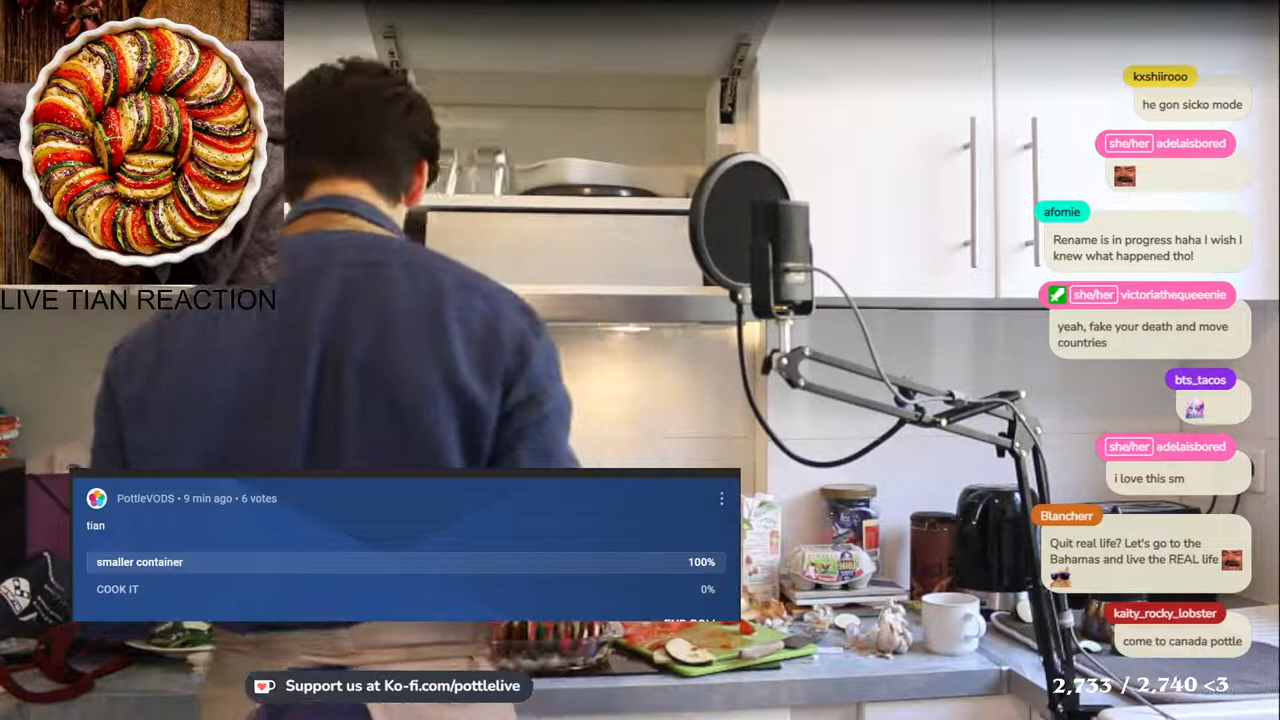 LIVE TIAN REACTION
kxshiirooo
he gon sicko mode
she/her adelaisbored
afomie
Rename is in progress haha I wish I
knew what happened tho!
she/her victoriathequeeenie
yeah, fake your death and move
countries
bts_tacos
she/her adelaisbored
i love this sm
Blancherr
Quit real life? Let's go to the
Bahamas and live the REAL life
kaity_rocky_lobster
come to canada pottle
2,733 / 2,740 <3
PottleVODS • 9 min ago • 6 votes
tian
smaller container 100%
COOK IT 0%
END POLL
Support us at Ko-fi.com/pottlelive